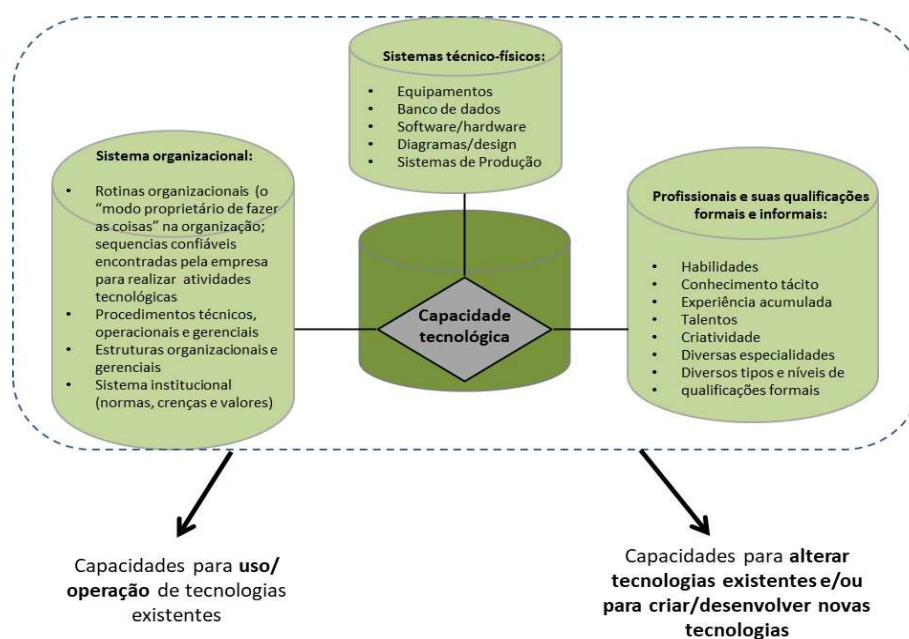 Sistemas técnico-físicos:
• Equipamentos
• Banco de dados
• Software/hardware
• Diagramas/design
• Sistemas de Produção
Sistema organizacional:
• Rotinas organizacionais (o
“modo proprietário de fazer
as coisas” na organização;
sequencias confiáveis
encontradas pela empresa
para realizar atividades
tecnológicas
• Procedimentos técnicos,
operacionais e gerenciais
• Estruturas organizacionais e
gerenciais
• Sistema institucional
(normas, crenças e valores)
Capacidade
tecnológica
Profissionais e suas qualificações
formais e informais:
• Habilidades
• Conhecimento tácito
• Experiência acumulada
• Talentos
• Criatividade
• Diversas especialidades
• Diversos tipos e níveis de
• qualificações formais
Capacidades para uso/
operação de tecnologias
existentes
Capacidades para alterar
tecnologias existentes e/ou
para criar/desenvolver novas
tecnologias